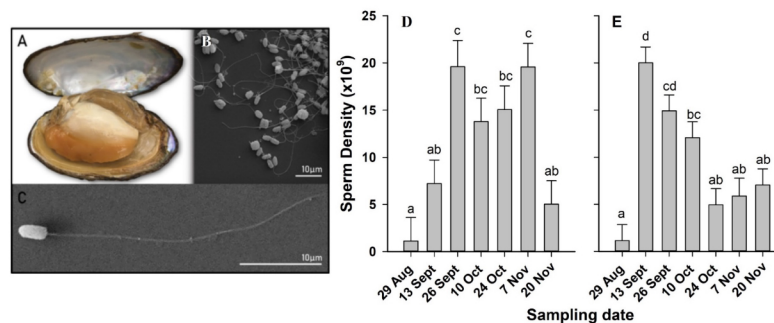 A
B
10µm
C
10µm
Sperm Density (x10⁹)
25
20
15
10
5
0
D
a
ab
c
bc
bc
c
ab
29 Aug
13 Sept
26 Sept
10 Oct
24 Oct
7 Nov
20 Nov
E
a
d
cd
bc
ab
ab
ab
29 Aug
13 Sept
26 Sept
10 Oct
24 Oct
7 Nov
20 Nov
Sampling date